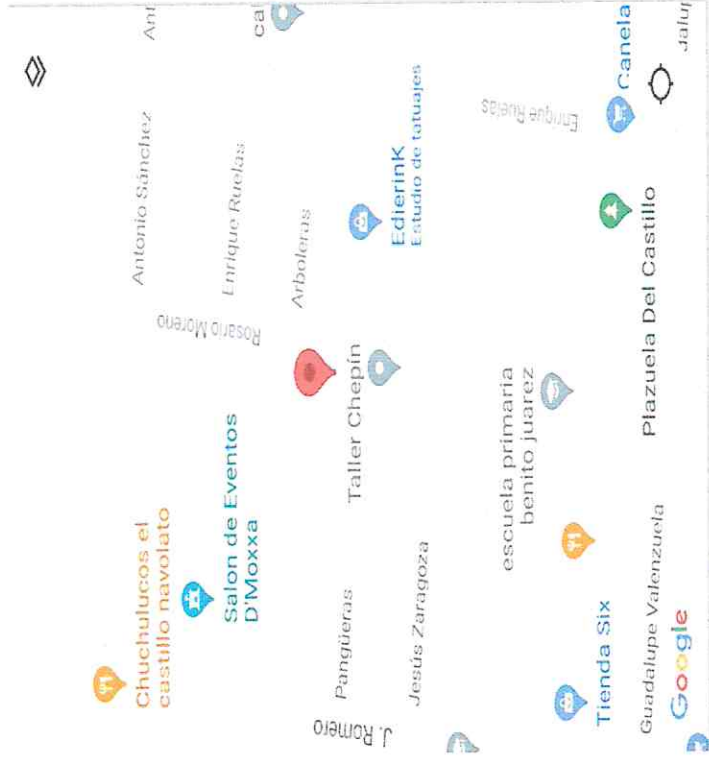 Chuchulucos el
castillo navolato
Antonio Sánchez
Ant
Rosario Moreno
Salon de Eventos
D'Moxxa
Enrique Ruelas
Arboleras
Pangüeras
J. Romero
Taller Chepín
EdierinK
Estudio de tatuajes
Jesús Zaragoza
escuela primaria
benito juarez
Enrique Ruelas
Tienda Six
Canela
Guadalupe Valenzuela
Plazuela Del Castillo
Google